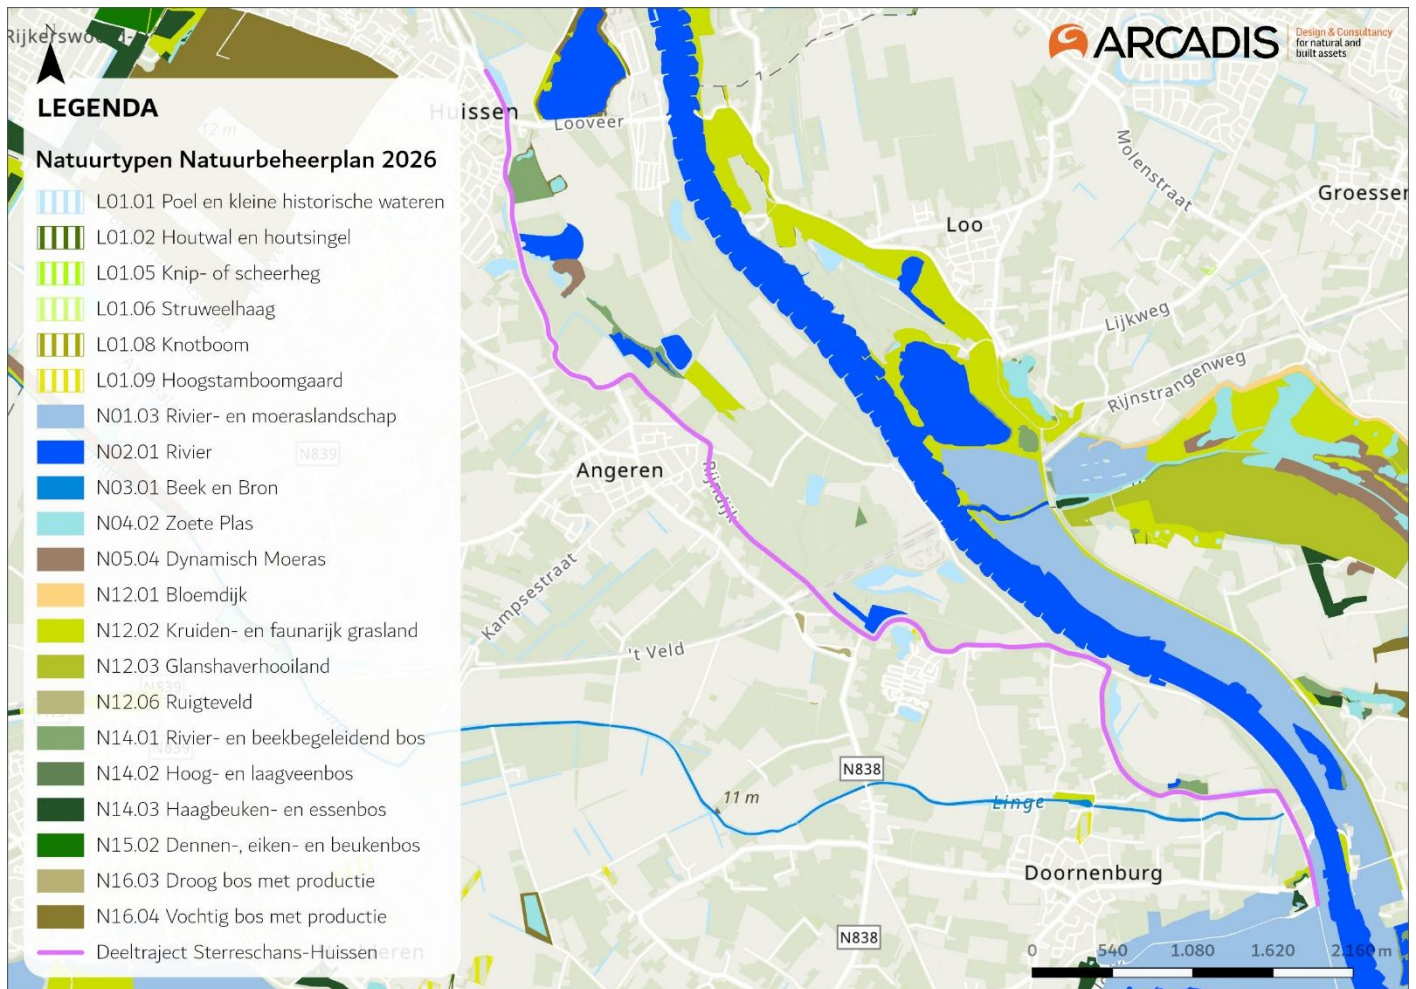 N
LEGENDA
Natuurtypen Natuurbeheerplan 2026
L01.01 Poel en kleine historische wateren
L01.02 Houtwal en houtsingel
L01.05 Knip- of scheerheg
L01.06 Struweelhaag
L01.08 Knotboom
L01.09 Hoogstamboomgaard
N01.03 Rivier- en moeraslandschap
N02.01 Rivier
N03.01 Beek en Bron
N04.02 Zoete Plas
N05.04 Dynamisch Moeras
N12.01 Bloemdijk
N12.02 Kruiden- en faunarijk grasland
N12.03 Glanshaverhooiland
N12.06 Ruigteveld
N14.01 Rivier- en beekbegeleidend bos
N14.02 Hoog- en laagveenbos
N14.03 Haagbeuken- en essenbos
N15.02 Dennen-, eiken- en beukenbos
N16.03 Droog bos met productie
N16.04 Vochtig bos met productie
Deeltraject Sterreschans-Huissen
ARCADIS
Design & Consultancy
for natural and
built assets
12 m
Huissen
Looveer
Molenstraat
Groessen
Loo
Lijkweg
Rijnstrangenweg
N839
Angeren
Rijndijk
Kampsestraat
't Veld
N839
N839
N838
11 m
Linge
Doornenburg
N838
0 540 1.080 1.620 2.160 m